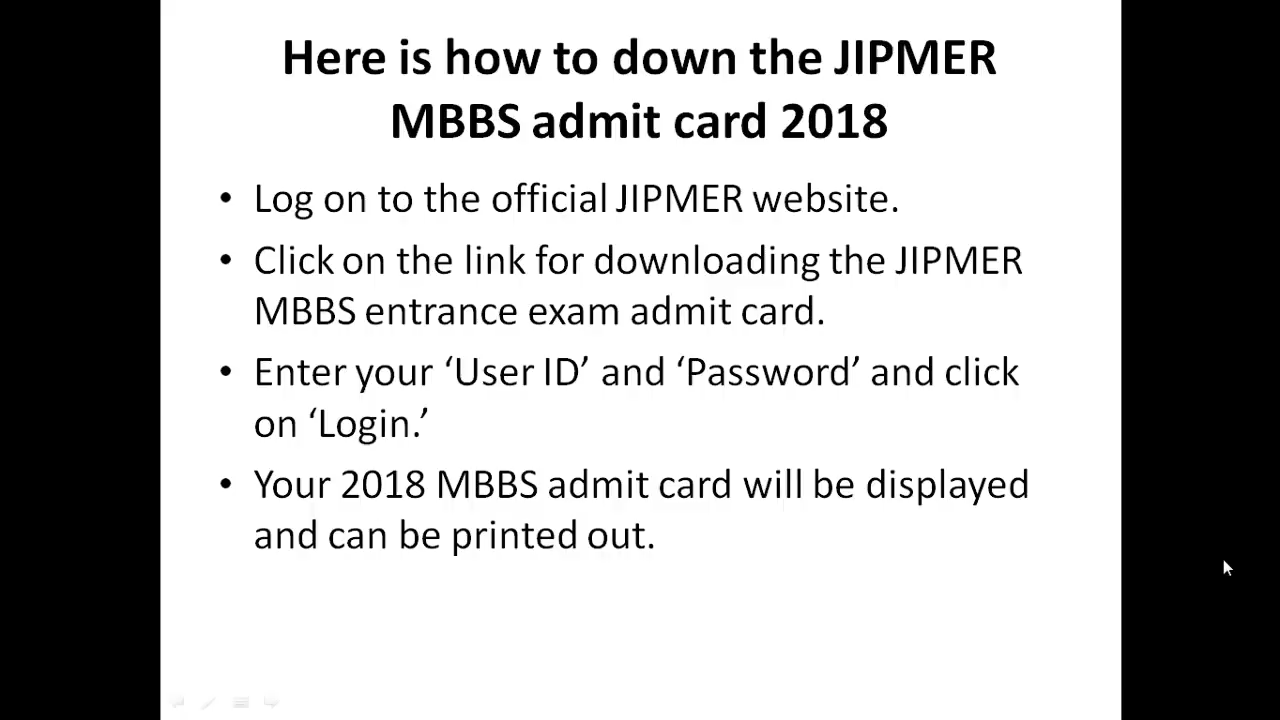 Here is how to down the JIPMER
MBBS admit card 2018
• Log on to the official JIPMER website.
• Click on the link for downloading the JIPMER
MBBS entrance exam admit card.
• Enter your ‘User ID’ and ‘Password’ and click
on ‘Login.’
• Your 2018 MBBS admit card will be displayed
and can be printed out.